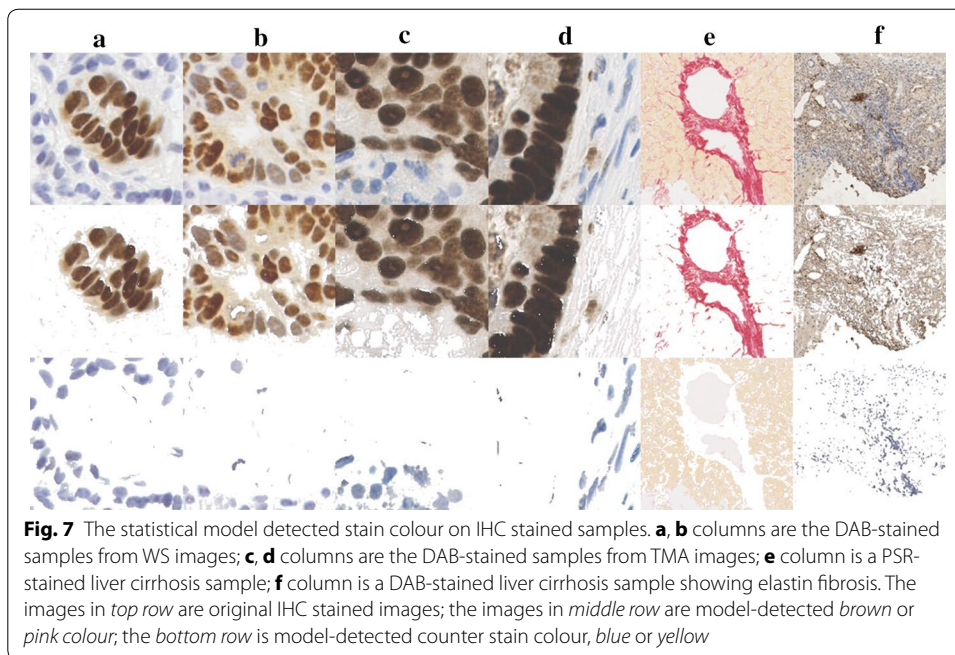 a b c d e f
Fig. 7 The statistical model detected stain colour on IHC stained samples. a, b columns are the DAB-stained
samples from WS images; c, d columns are the DAB-stained samples from TMA images; e column is a PSR-
stained liver cirrhosis sample; f column is a DAB-stained liver cirrhosis sample showing elastin fibrosis. The
images in top row are original IHC stained images; the images in middle row are model-detected brown or
pink colour; the bottom row is model-detected counter stain colour, blue or yellow